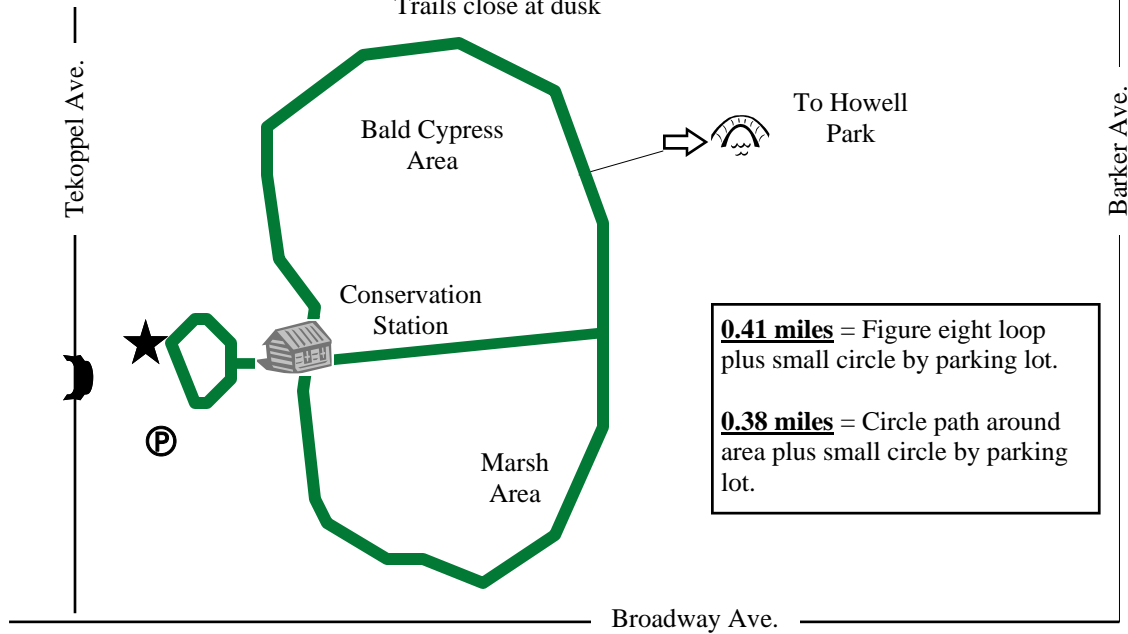 Trails close at dusk
Tekoppel Ave.
Bald Cypress
Area
To Howell
Park
Barker Ave.
Conservation
Station
0.41 miles = Figure eight loop
plus small circle by parking lot.
0.38 miles = Circle path around
area plus small circle by parking
lot.
P
Marsh
Area
Broadway Ave.